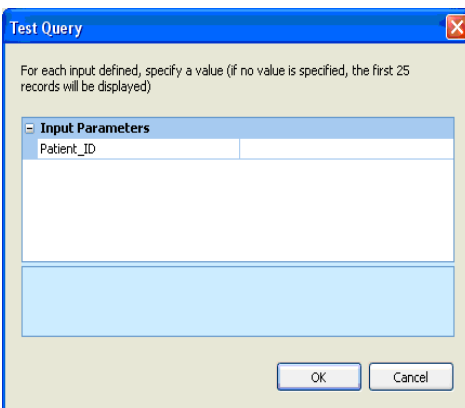 Test Query
For each input defined, specify a value (if no value is specified, the first 25
records will be displayed)
Input Parameters
Patient_ID
OK
Cancel